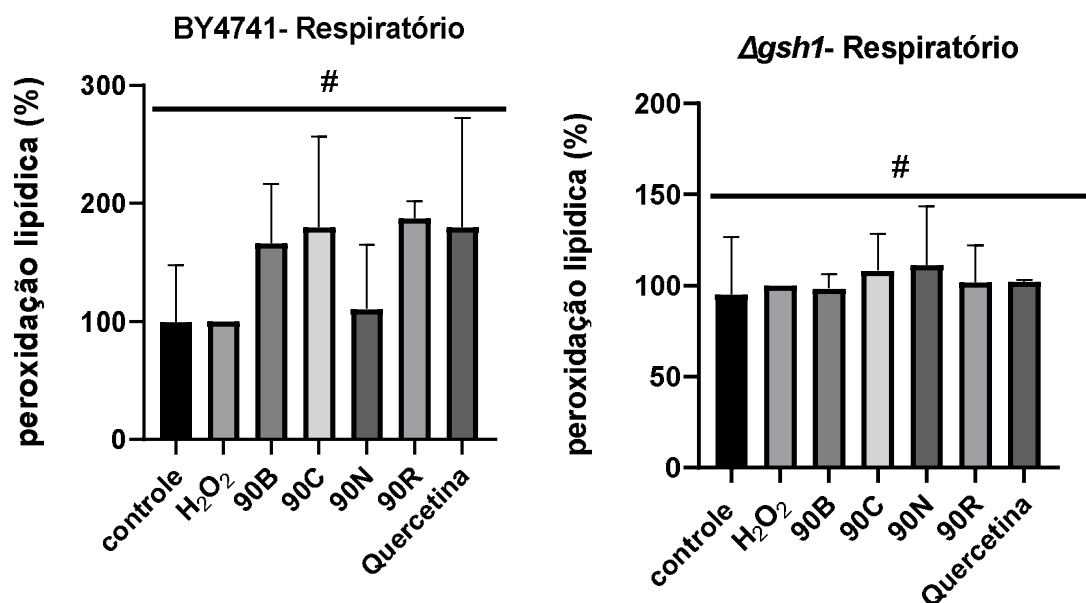 BY4741- Respiratório
#
peroxidação lipídica (%)
300
200
100
0
controle
H₂O₂
90B
90C
90N
90R
Quercetina
Δgsh1- Respiratório
#
peroxidação lipídica (%)
200
150
100
50
0
controle
H₂O₂
90B
90C
90N
90R
Quercetina